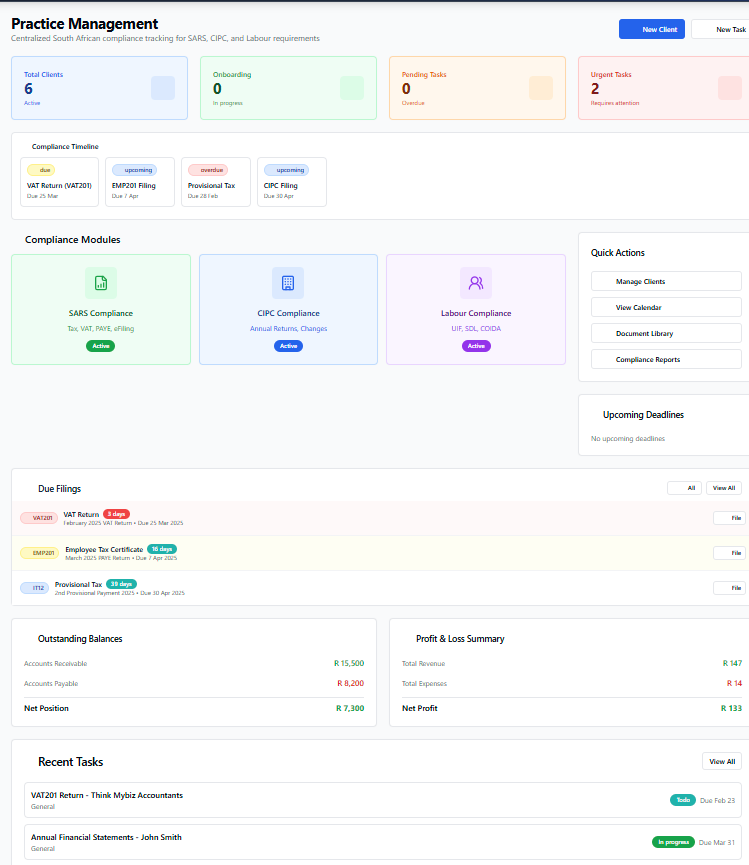 Practice Management
Centralized South African compliance tracking for SARS, CIPC, and Labour requirements
New Client
New Task
Total Clients
6
Active
Onboarding
0
In progress
Pending Tasks
0
Overdue
Urgent Tasks
2
Requires attention
Compliance Timeline
due
VAT Return (VAT201)
Due 25 Mar
upcoming
EMP201 Filing
Due 7 Apr
overdue
Provisional Tax
Due 28 Feb
upcoming
CIPC Filing
Due 30 Apr
Compliance Modules
SARS Compliance
Tax, VAT, PAYE, eFiling
Active
CIPC Compliance
Annual Returns, Changes
Active
Labour Compliance
UIF, SDL, COIDA
Active
Quick Actions
Manage Clients
View Calendar
Document Library
Compliance Reports
Upcoming Deadlines
No upcoming deadlines
Due Filings
All
View All
VAT201
VAT Return 3 days
February 2025 VAT Return • Due 25 Mar 2025
File
EMP201
Employee Tax Certificate 16 days
March 2025 PAYE Return • Due 7 Apr 2025
File
IT12
Provisional Tax 39 days
2nd Provisional Payment 2025 • Due 30 Apr 2025
File
Outstanding Balances
Accounts Receivable R 15,500
Accounts Payable R 8,200
Net Position R 7,300
Profit & Loss Summary
Total Revenue R 147
Total Expenses R 14
Net Profit R 133
Recent Tasks
View All
VAT201 Return - Think Mybiz Accountants
General
Todo Due Feb 23
Annual Financial Statements - John Smith
General
In progress Due Mar 31